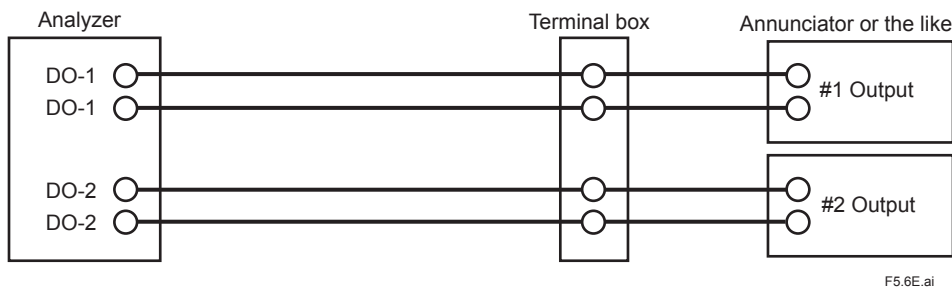 Analyzer
Terminal box
Annunciator or the like
DO-1
#1 Output
DO-1
DO-2
#2 Output
DO-2
F5.6E.ai